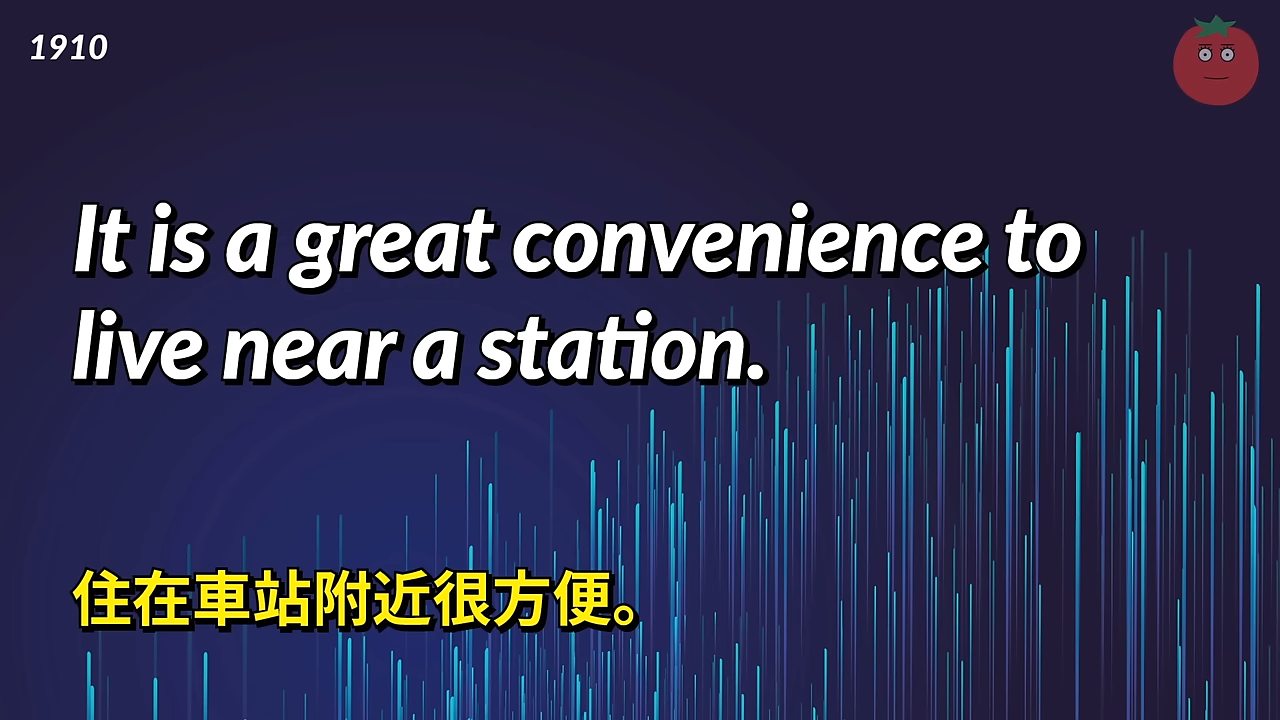 1910
It is a great convenience to
live near a station.
住在車站附近很方便。